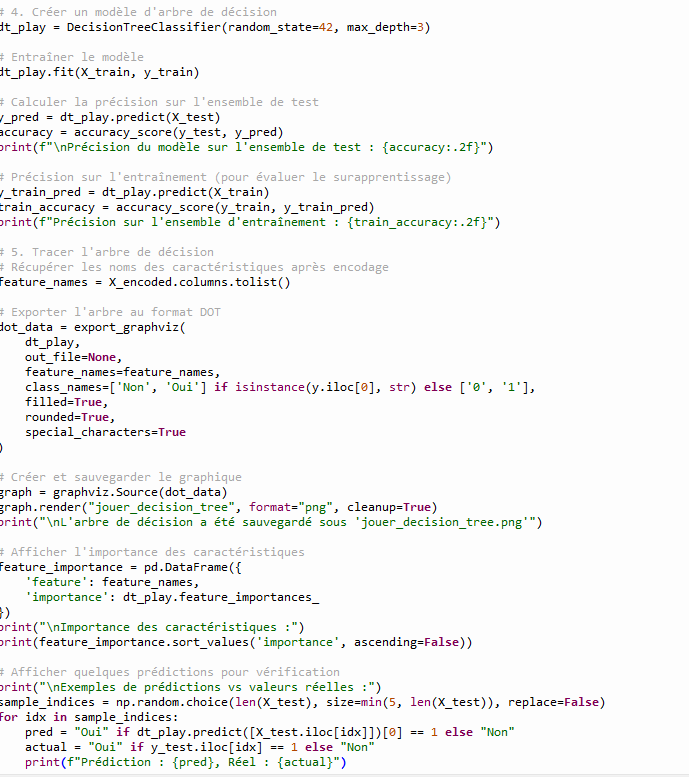 # 4. Créer un modèle d'arbre de décision
dt_play = DecisionTreeClassifier(random_state=42, max_depth=3)
# Entraîner le modèle
dt_play.fit(X_train, y_train)
# Calculer la précision sur l'ensemble de test
y_pred = dt_play.predict(X_test)
accuracy = accuracy_score(y_test, y_pred)
print(f"\nPrécision du modèle sur l'ensemble de test : {accuracy:.2f}")
# Précision sur l'entraînement (pour évaluer le surapprentissage)
y_train_pred = dt_play.predict(X_train)
train_accuracy = accuracy_score(y_train, y_train_pred)
print(f"Précision sur l'ensemble d'entraînement : {train_accuracy:.2f}")
# 5. Tracer l'arbre de décision
# Récupérer les noms des caractéristiques après encodage
feature_names = X_encoded.columns.tolist()
# Exporter l'arbre au format DOT
dot_data = export_graphviz(
    dt_play,
    out_file=None,
    feature_names=feature_names,
    class_names=['Non', 'Oui'] if isinstance(y.iloc[0], str) else ['0', '1'],
    filled=True,
    rounded=True,
    special_characters=True
)
# Créer et sauvegarder le graphique
graph = graphviz.Source(dot_data)
graph.render("jouer_decision_tree", format="png", cleanup=True)
print("\nL'arbre de décision a été sauvegardé sous 'jouer_decision_tree.png'")
# Afficher l'importance des caractéristiques
feature_importance = pd.DataFrame({
    'feature': feature_names,
    'importance': dt_play.feature_importances_
})
print("\nImportance des caractéristiques :")
print(feature_importance.sort_values('importance', ascending=False))
# Afficher quelques prédictions pour vérification
print("\nExemples de prédictions vs valeurs réelles :")
sample_indices = np.random.choice(len(X_test), size=min(5, len(X_test)), replace=False)
for idx in sample_indices:
    pred = "Oui" if dt_play.predict([X_test.iloc[idx]])[0] == 1 else "Non"
    actual = "Oui" if y_test.iloc[idx] == 1 else "Non"
    print(f"Prédiction : {pred}, Réel : {actual}")